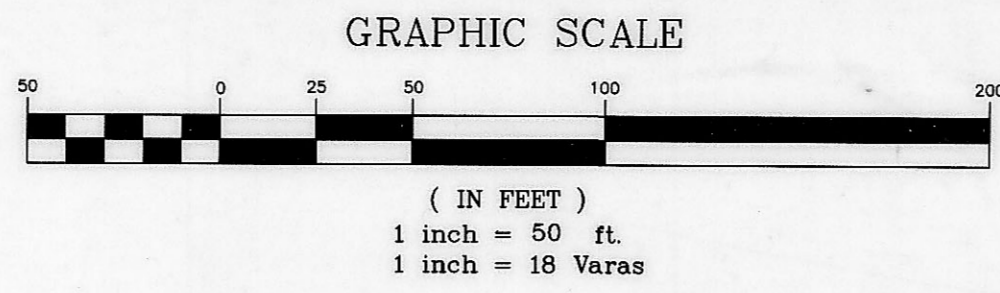 GRAPHIC SCALE
50 0 25 50 100 200
( IN FEET )
1 inch = 50 ft.
1 inch = 18 Varas